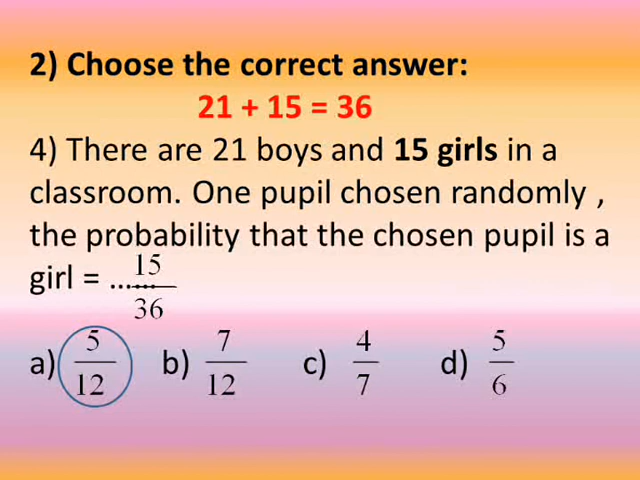 2) Choose the correct answer:
21 + 15 = 36
4) There are 21 boys and 15 girls in a
classroom. One pupil chosen randomly ,
the probability that the chosen pupil is a
girl = ...... 15/36
a) 5/12 b) 7/12 c) 4/7 d) 5/6